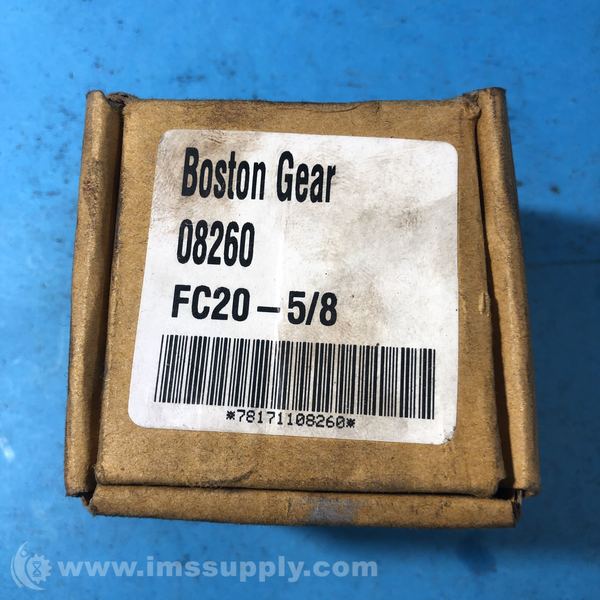 Boston Gear
08260
FC20 – 5/8
*78171108260*
www.imssupply.com